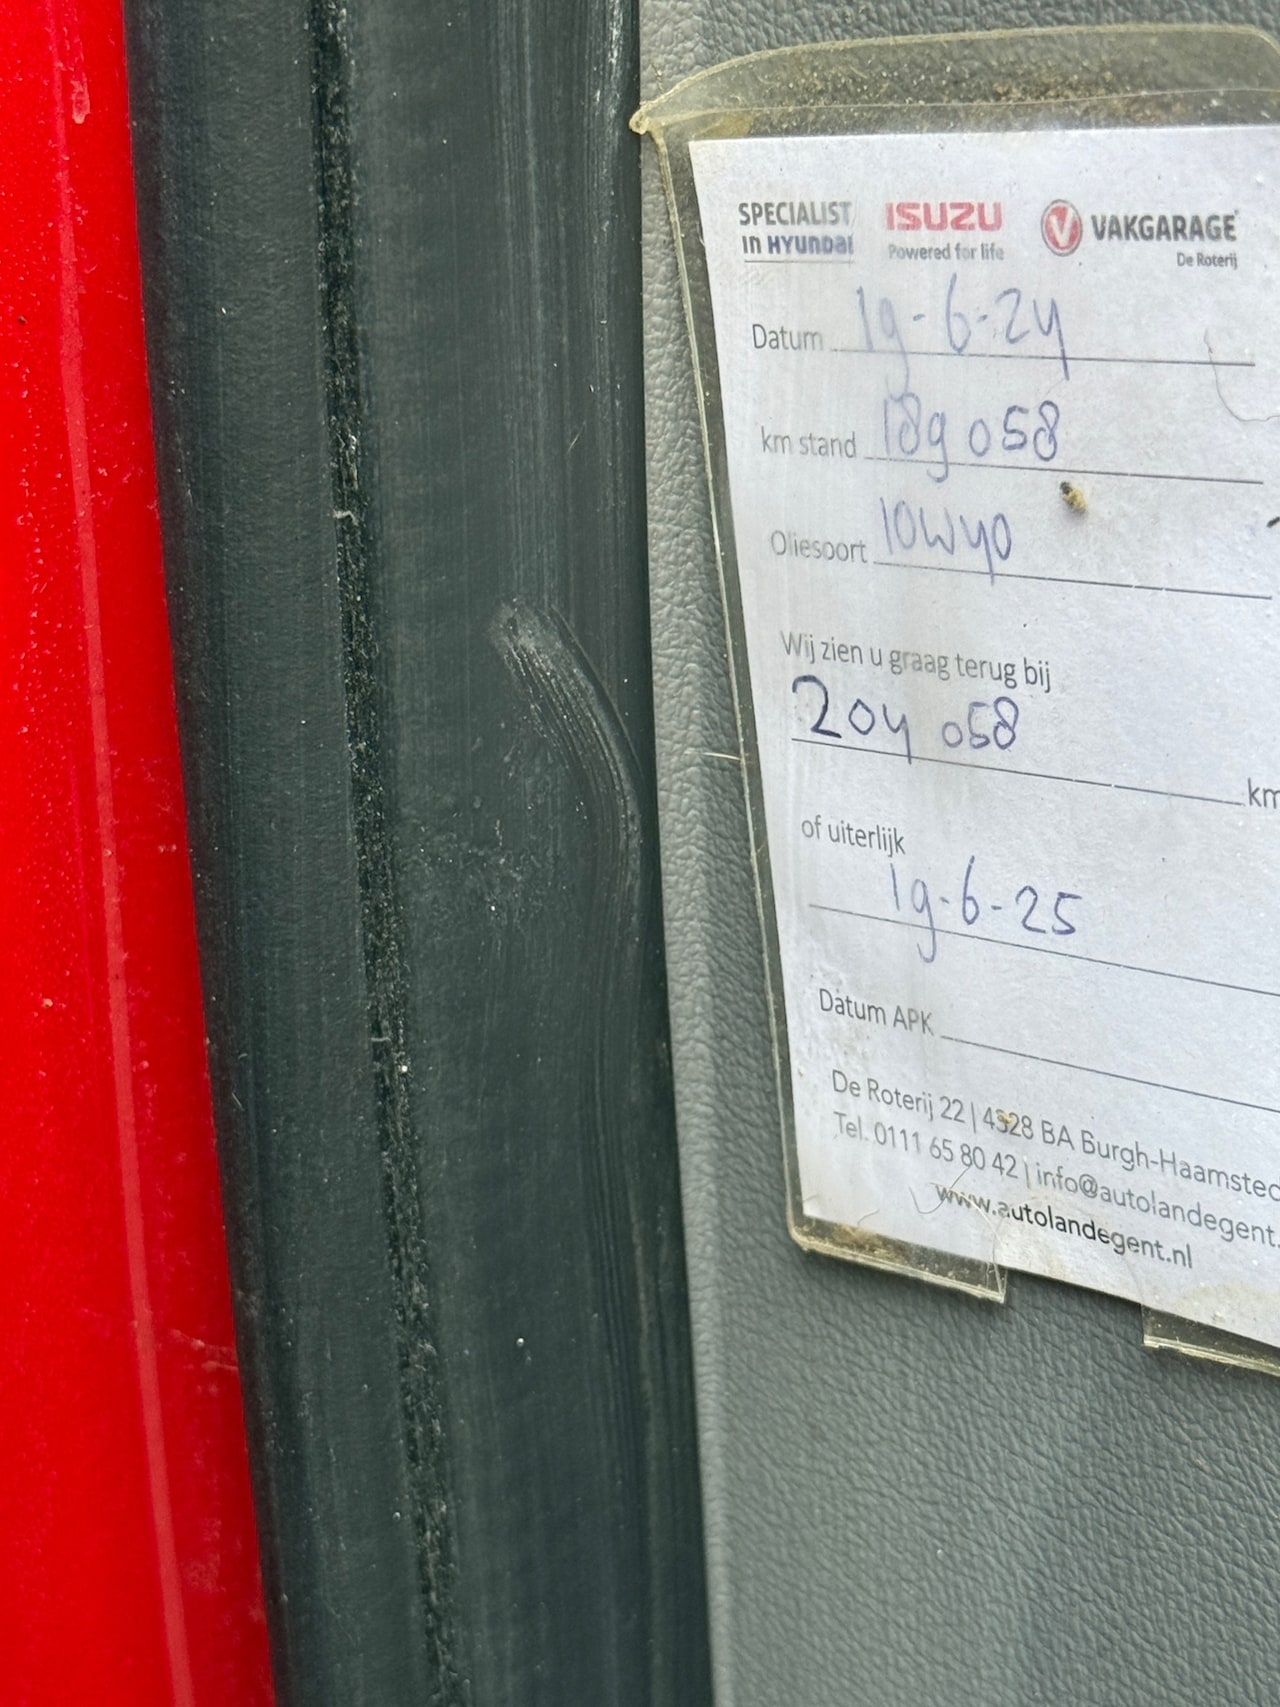 SPECIALIST in HYUNDAI
ISUZU Powered for life
VAKGARAGE De Roterij
Datum 19-6-24
km stand 189 058
Oliesoort 10W40
Wij zien u graag terug bij
204 058 km
of uiterlijk
19-6-25
Datum APK
De Roterij 22 | 4328 BA Burgh-Haamsted
Tel. 0111 65 80 42 | info@autolandegent.
www.autolandegent.nl